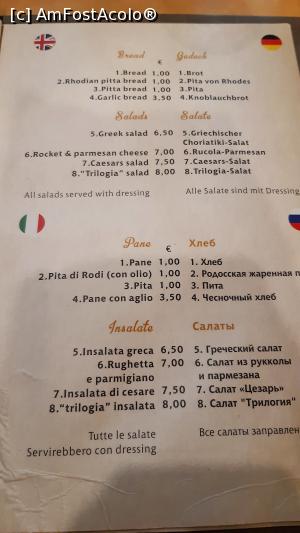 [c] AmFostAcolo®
Bread Gedeck
€
1.Bread 1,00 1.Brot
2.Rhodian pitta bread 1,00 2.Pita von Rhodes
3.Pitta bread 1,00 3.Pita
4.Garlic bread 3,50 4.Knoblauchbrot
Salads Salate
5.Greek salad 6,50 5.Griechischer
Choriatiki-Salat
6.Rocket & parmesan cheese 7,00 6.Rucola-Parmesan
7.Caesars salad 7,50 7.Caesars-Salat
8."Trilogia" salad 8,00 8.Trilogia-Salat
All salads served with dressing Alle Salate sind mit Dressing
Pane Хлеб
€
1.Pane 1,00 1. Хлеб
2.Pita di Rodi (con olio) 1,00 2. Родосская жаренная п
3.Pita 1,00 3. Пита
4.Pane con aglio 3,50 4. Чесночный хлеб
Insalate Салаты
5.Insalata greca 6,50 5. Греческий салат
6.Rughetta 7,00 6. Салат из рукколы
e parmigiano и пармезана
7.Insalata di cesare 7,50 7. Салат «Цезарь»
8."trilogia" insalata 8,00 8. Салат "Трилогия"
Tutte le salate Все салаты заправлен
Servirebbero con dressing